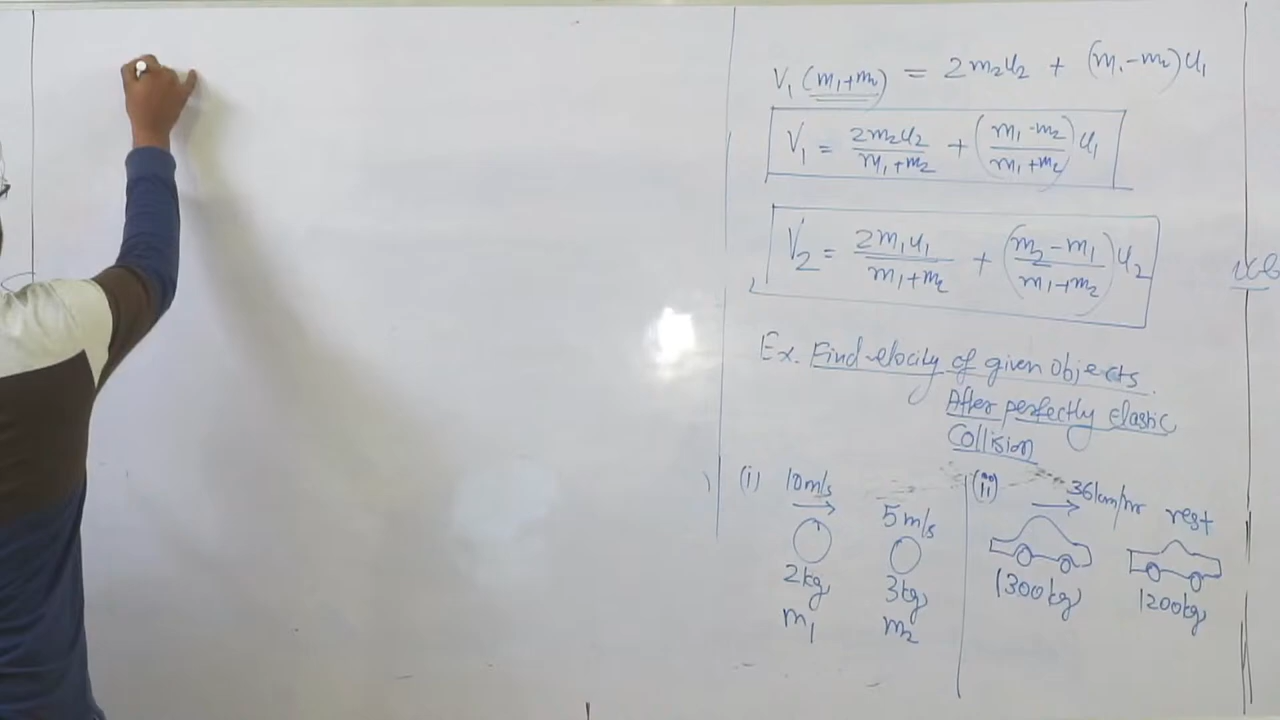 V₁ (m₁+m₂) = 2m₂u₂ + (m₁-m₂)u₁
V₁ = 2m₂u₂/m₁+m₂ + (m₁-m₂/m₁+m₂)u₁
V₂ = 2m₁u₁/m₁+m₂ + (m₂-m₁/m₁+m₂)u₂
Ex. Find velocity of given objects.
After perfectly elastic
Collision
(i) 10m/s
5m/s
2kg 3kg
m₁ m₂
(ii) 36km/hr rest
1300kg 1200kg